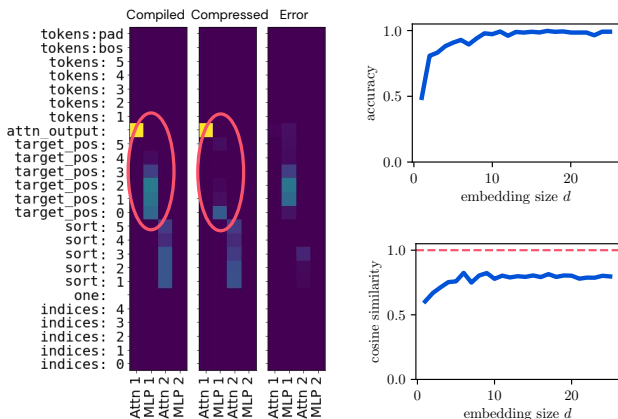 Compiled Compressed Error
tokens:pad
tokens:bos
tokens: 5
tokens: 4
tokens: 3
tokens: 2
tokens: 1
attn_output:
target_pos: 5
target_pos: 4
target_pos: 3
target_pos: 2
target_pos: 1
target_pos: 0
sort: 5
sort: 4
sort: 3
sort: 2
sort: 1
one:
indices: 4
indices: 3
indices: 2
indices: 1
indices: 0
Attn 1
MLP 1
Attn 2
MLP 2
Attn 1
MLP 1
Attn 2
MLP 2
Attn 1
MLP 1
Attn 2
MLP 2
accuracy
1.0
0.5
0.0
0 10 20
embedding size d
cosine similarity
1.0
0.5
0.0
0 10 20
embedding size d